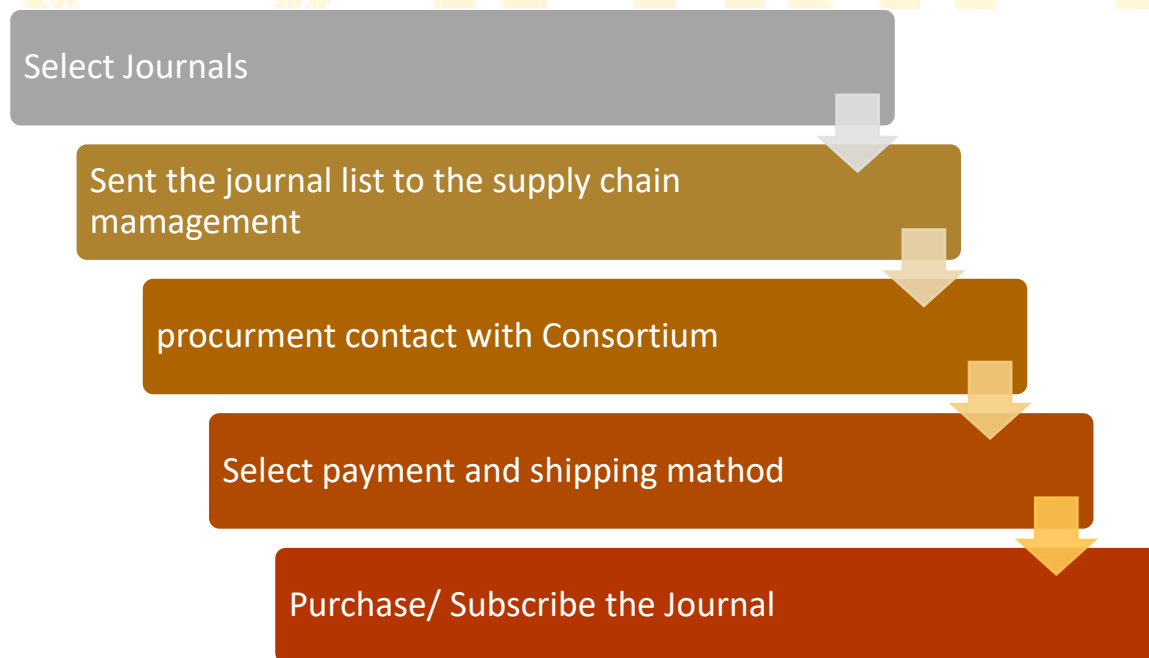 Select Journals
Sent the journal list to the supply chain
mamagement
procurment contact with Consortium
Select payment and shipping mathod
Purchase/ Subscribe the Journal